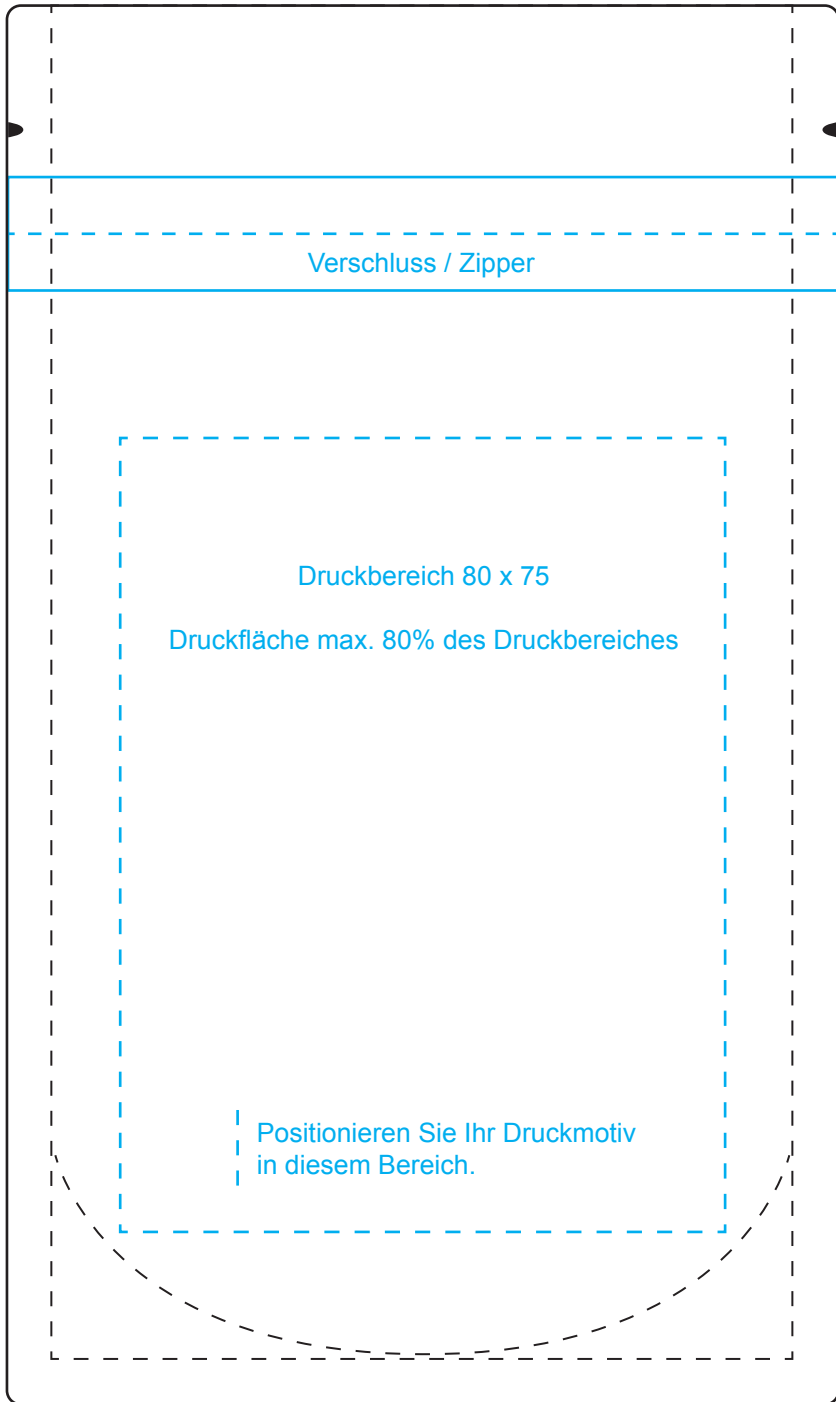 Verschluss / Zipper
Druckbereich 80 x 75
Druckfläche max. 80% des Druckbereiches
Positionieren Sie Ihr Druckmotiv
in diesem Bereich.